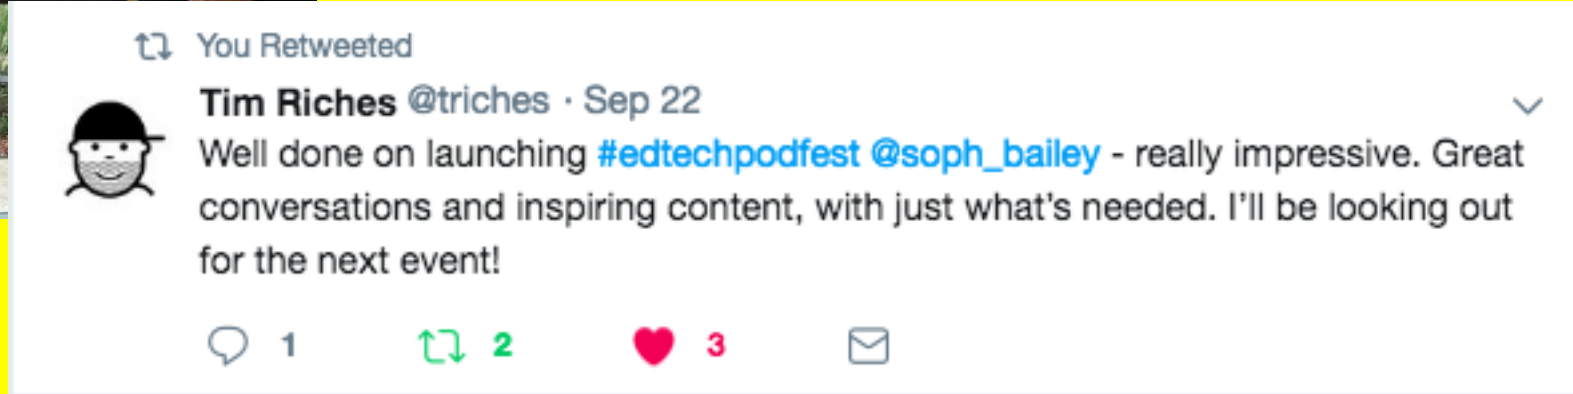 You Retweeted
Tim Riches @triches · Sep 22
Well done on launching #edtechpodfest @soph_bailey - really impressive. Great
conversations and inspiring content, with just what's needed. I'll be looking out
for the next event!
1 2 3